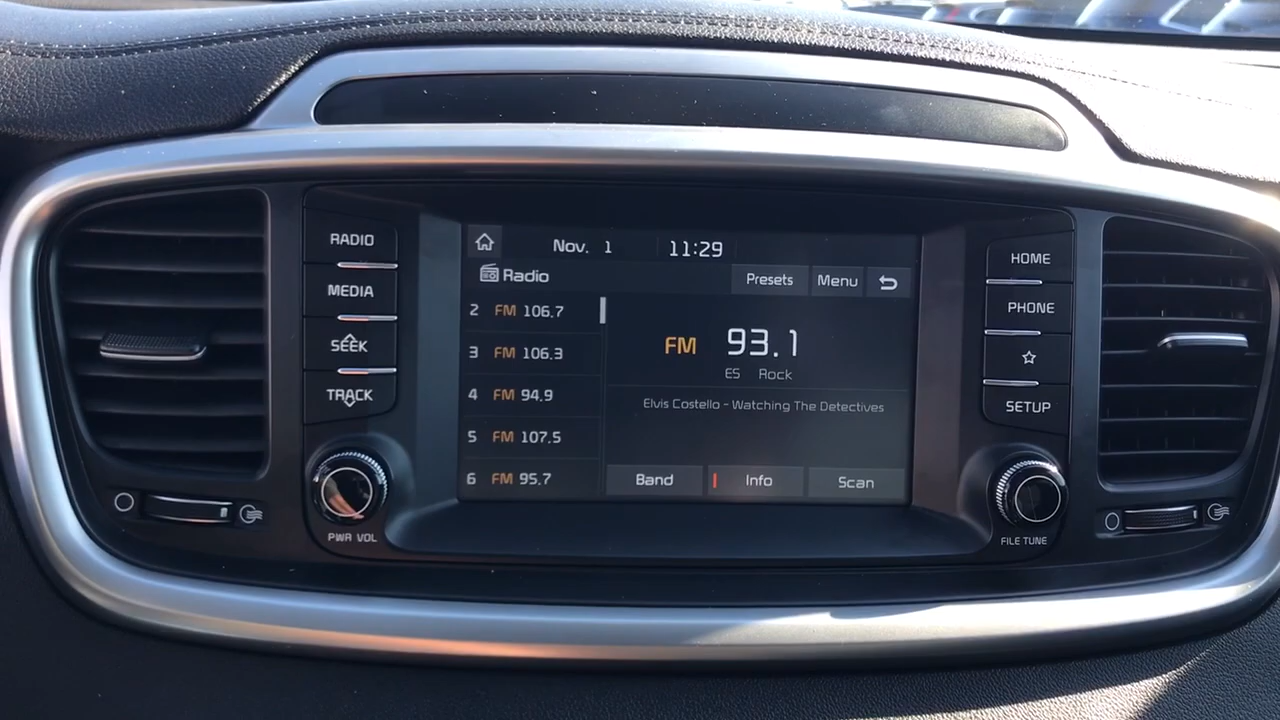 RADIO
MEDIA
SEEK
TRACK
PWR VOL
Nov. 1 11:29
Radio
Presets Menu
2 FM 106.7
3 FM 106.3
4 FM 94.9
5 FM 107.5
6 FM 95.7
FM 93.1
ES Rock
Elvis Costello - Watching The Detectives
Band Info Scan
HOME
PHONE
SETUP
FILE TUNE